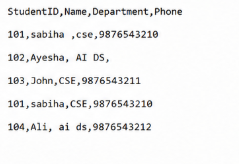 StudentID,Name,Department,Phone
101,sabiha ,cse,9876543210
102,Ayesha, AI DS,
103,John,CSE,9876543211
101,sabiha,CSE,9876543210
104,Ali, ai ds,9876543212